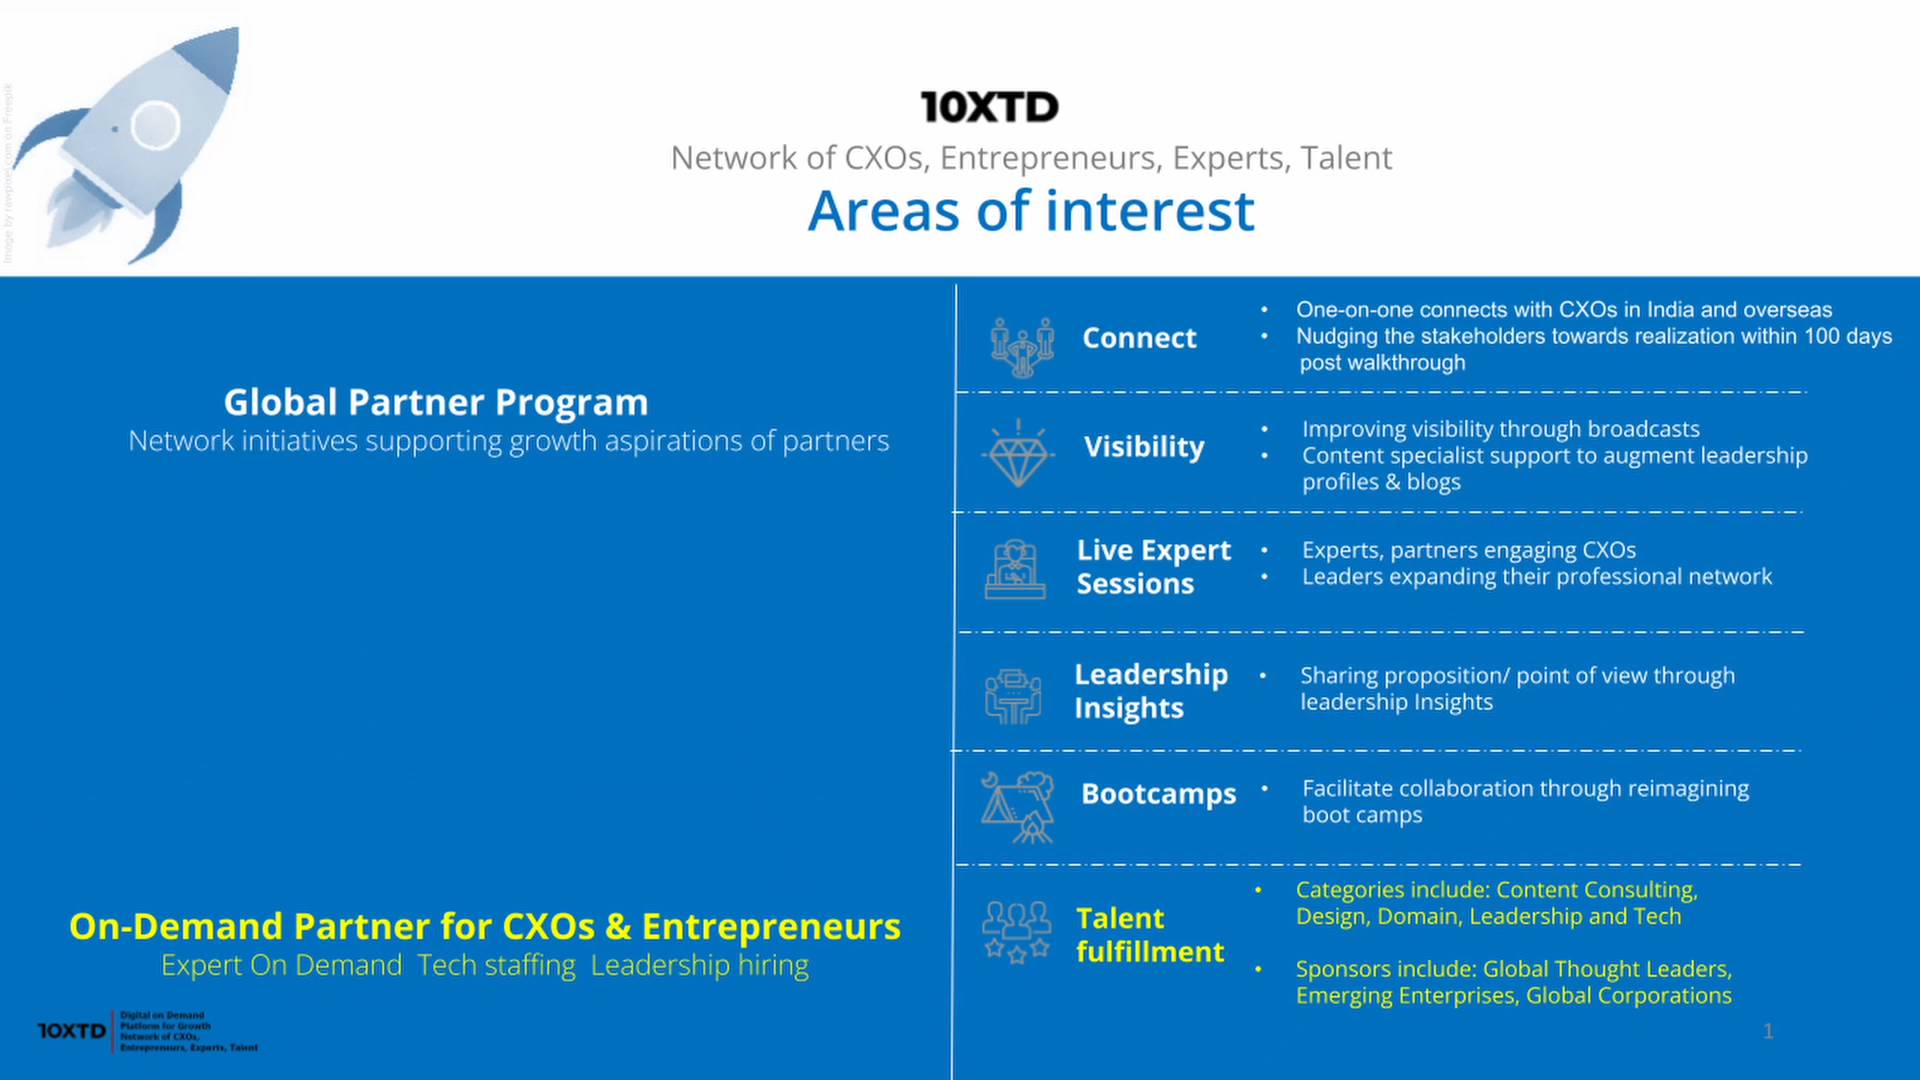 Image by rawpixel.com on Freepik
10XTD
Network of CXOs, Entrepreneurs, Experts, Talent
Areas of interest
Global Partner Program
Network initiatives supporting growth aspirations of partners
On-Demand Partner for CXOs & Entrepreneurs
Expert On Demand Tech staffing Leadership hiring
Connect
• One-on-one connects with CXOs in India and overseas
• Nudging the stakeholders towards realization within 100 days
post walkthrough
Visibility
• Improving visibility through broadcasts
• Content specialist support to augment leadership
profiles & blogs
Live Expert
Sessions
• Experts, partners engaging CXOs
• Leaders expanding their professional network
Leadership
Insights
• Sharing proposition/ point of view through
leadership Insights
Bootcamps
• Facilitate collaboration through reimagining
boot camps
Talent
fulfillment
• Categories include: Content Consulting,
Design, Domain, Leadership and Tech
• Sponsors include: Global Thought Leaders,
Emerging Enterprises, Global Corporations
10XTD
Digital on Demand
Platform for Growth
Network of CXOs,
Entrepreneurs, Experts, Talent
1